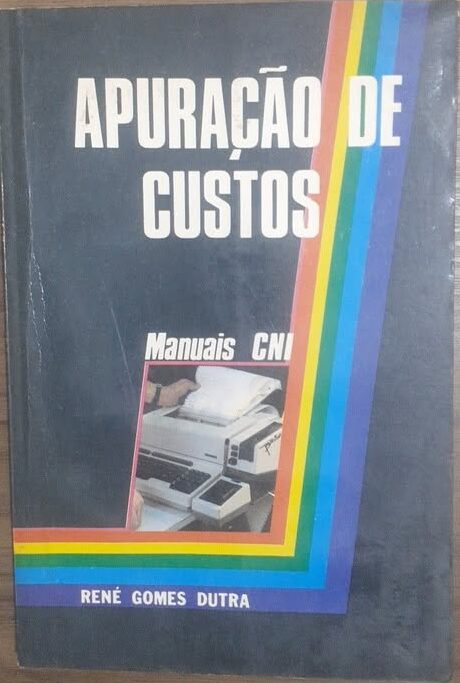 APURAÇÃO DE
CUSTOS
Manuais CNI
RENÉ GOMES DUTRA